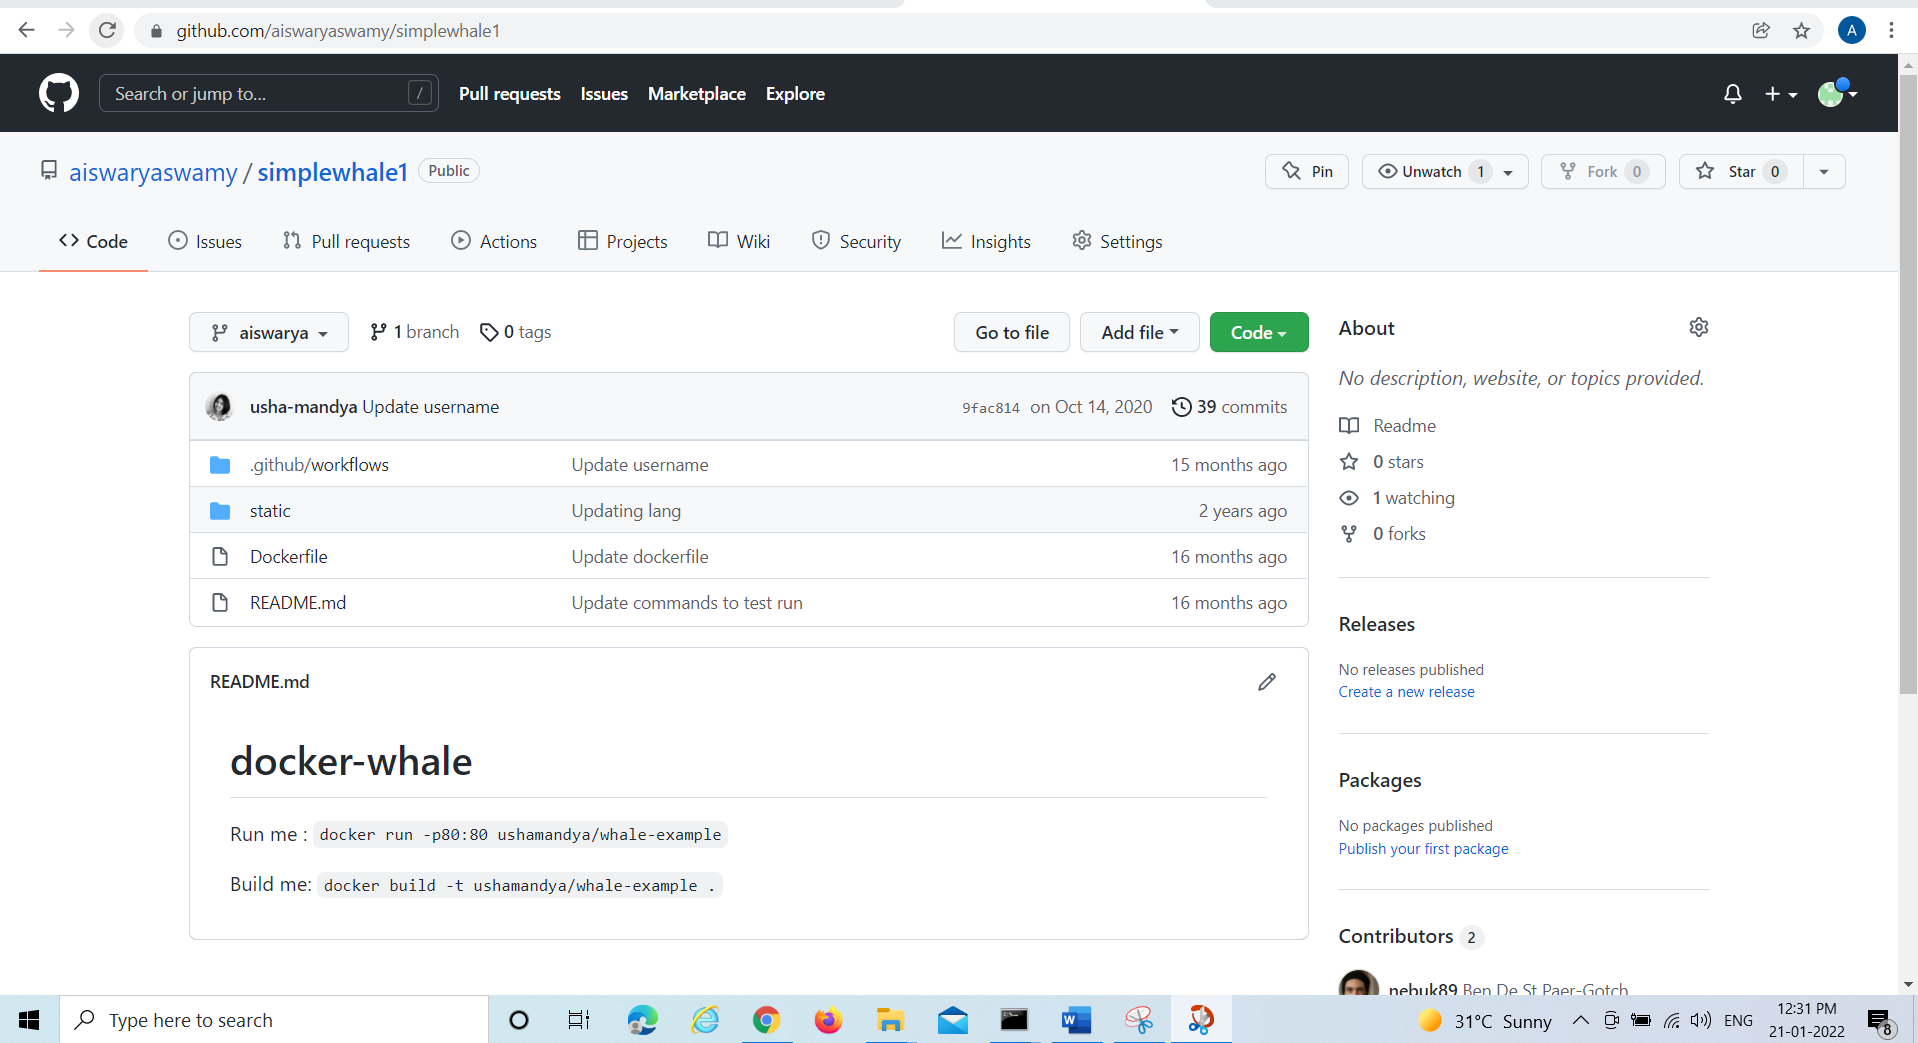 github.com/aiswaryaswamy/simplewhale1
A
Search or jump to... /
Pull requests Issues Marketplace Explore
aiswaryaswamy / simplewhale1 Public
Pin
Unwatch 1
Fork 0
Star 0
Code Issues Pull requests Actions Projects Wiki Security Insights Settings
aiswarya 1 branch 0 tags
Go to file Add file Code
usha-mandya Update username 9fac814 on Oct 14, 2020 39 commits
.github/workflows Update username 15 months ago
static Updating lang 2 years ago
Dockerfile Update dockerfile 16 months ago
README.md Update commands to test run 16 months ago
README.md
docker-whale
Run me : docker run -p80:80 ushamandya/whale-example
Build me: docker build -t ushamandya/whale-example .
About
No description, website, or topics provided.
Readme
0 stars
1 watching
0 forks
Releases
No releases published
Create a new release
Packages
No packages published
Publish your first package
Contributors 2
nebuk89 Ben De St Paer-Gotch
Type here to search
31°C Sunny
ENG
12:31 PM
21-01-2022
8